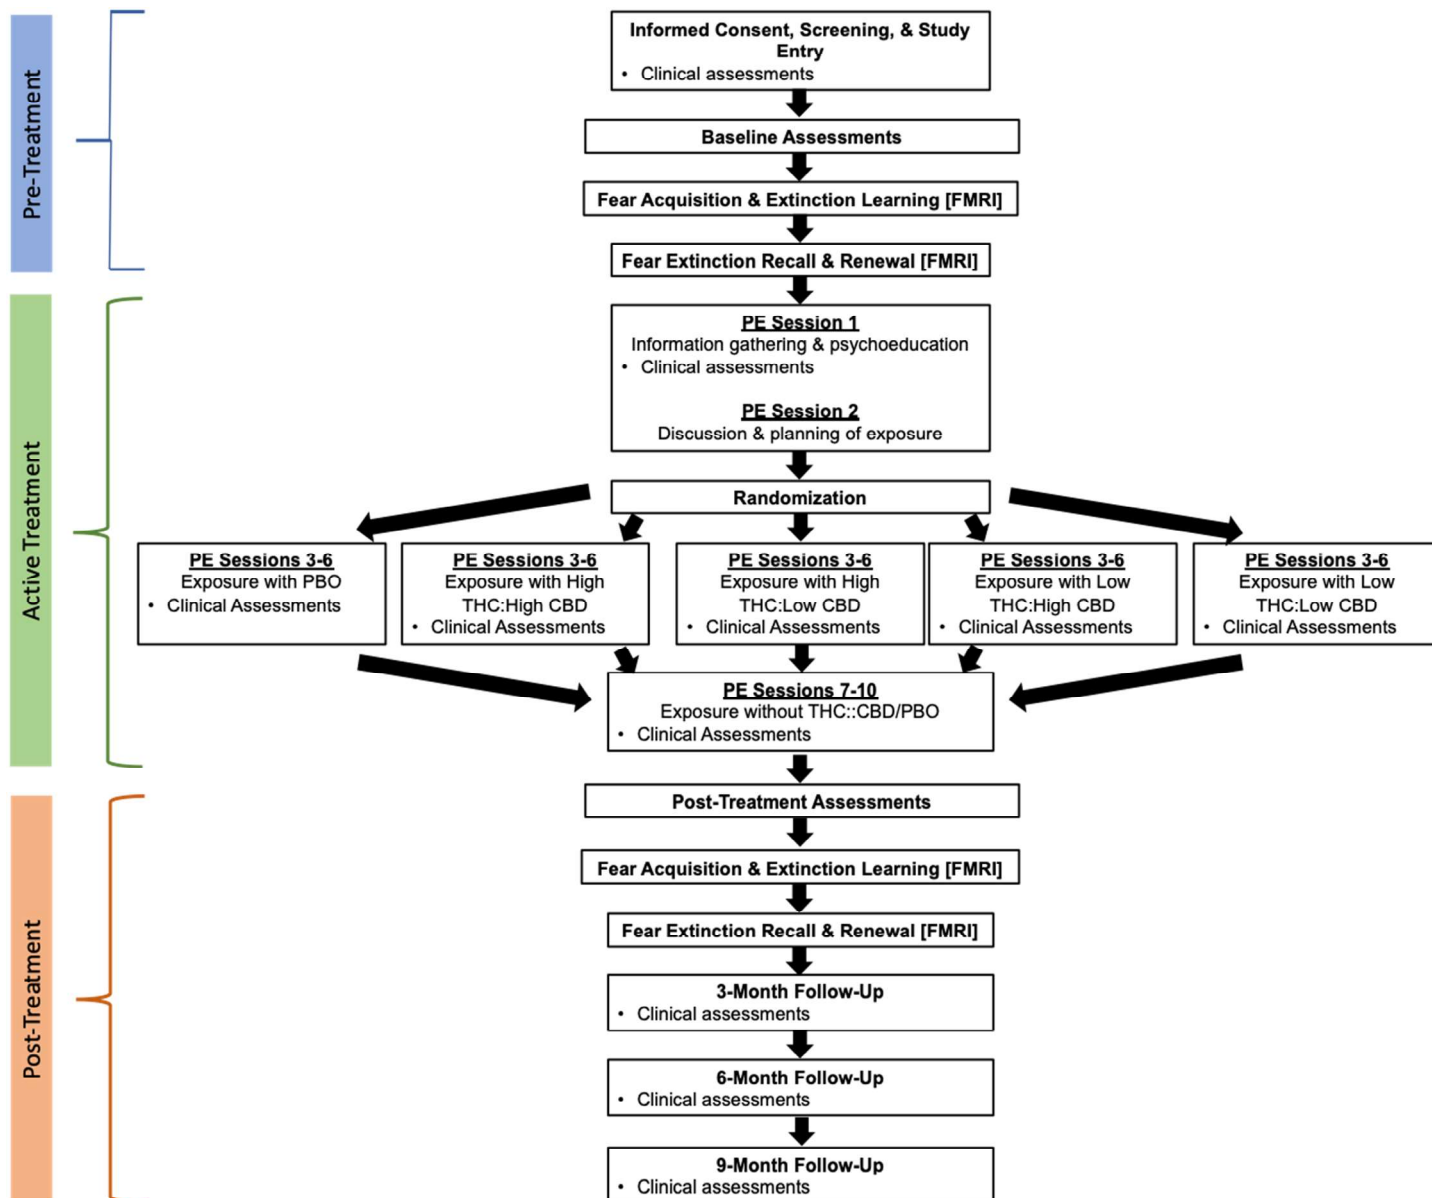 Pre-Treatment
Informed Consent, Screening, & Study
Entry
• Clinical assessments
Baseline Assessments
Fear Acquisition & Extinction Learning [FMRI]
Fear Extinction Recall & Renewal [FMRI]
Active Treatment
PE Session 1
Information gathering & psychoeducation
• Clinical assessments
PE Session 2
Discussion & planning of exposure
Randomization
PE Sessions 3-6
Exposure with PBO
• Clinical Assessments
PE Sessions 3-6
Exposure with High
THC:High CBD
• Clinical Assessments
PE Sessions 3-6
Exposure with High
THC:Low CBD
• Clinical Assessments
PE Sessions 3-6
Exposure with Low
THC:High CBD
• Clinical Assessments
PE Sessions 3-6
Exposure with Low
THC:Low CBD
• Clinical Assessments
PE Sessions 7-10
Exposure without THC::CBD/PBO
• Clinical Assessments
Post-Treatment
Post-Treatment Assessments
Fear Acquisition & Extinction Learning [FMRI]
Fear Extinction Recall & Renewal [FMRI]
3-Month Follow-Up
• Clinical assessments
6-Month Follow-Up
• Clinical assessments
9-Month Follow-Up
• Clinical assessments